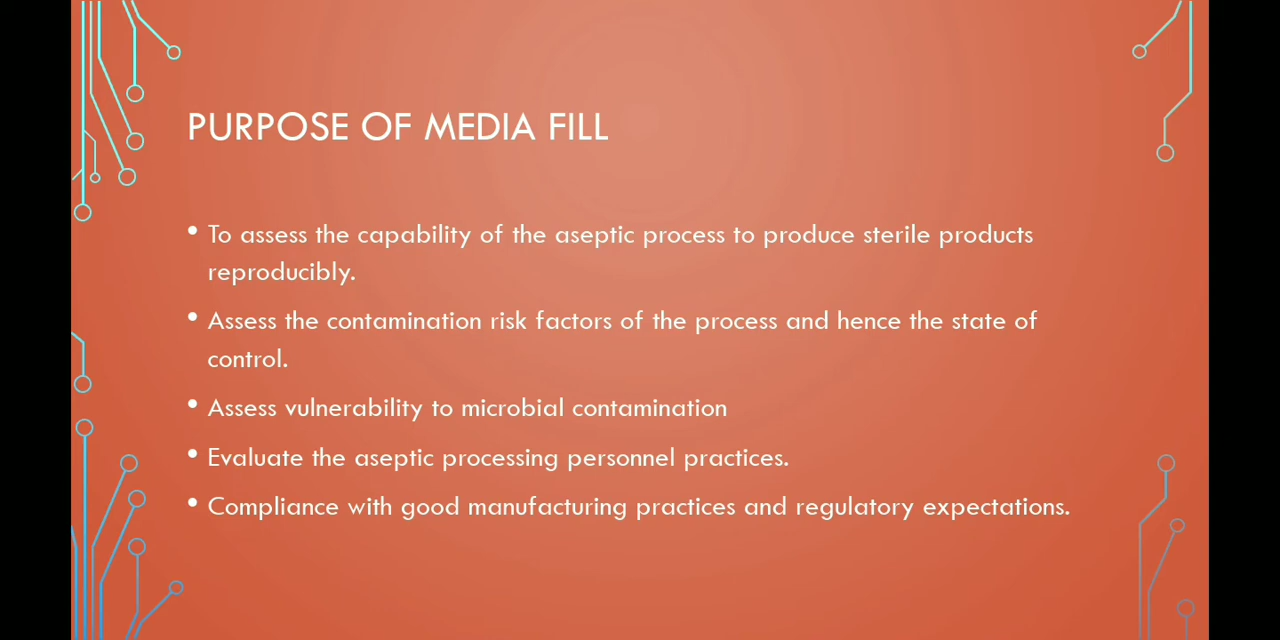 PURPOSE OF MEDIA FILL
• To assess the capability of the aseptic process to produce sterile products
reproducibly.
• Assess the contamination risk factors of the process and hence the state of
control.
• Assess vulnerability to microbial contamination
• Evaluate the aseptic processing personnel practices.
• Compliance with good manufacturing practices and regulatory expectations.